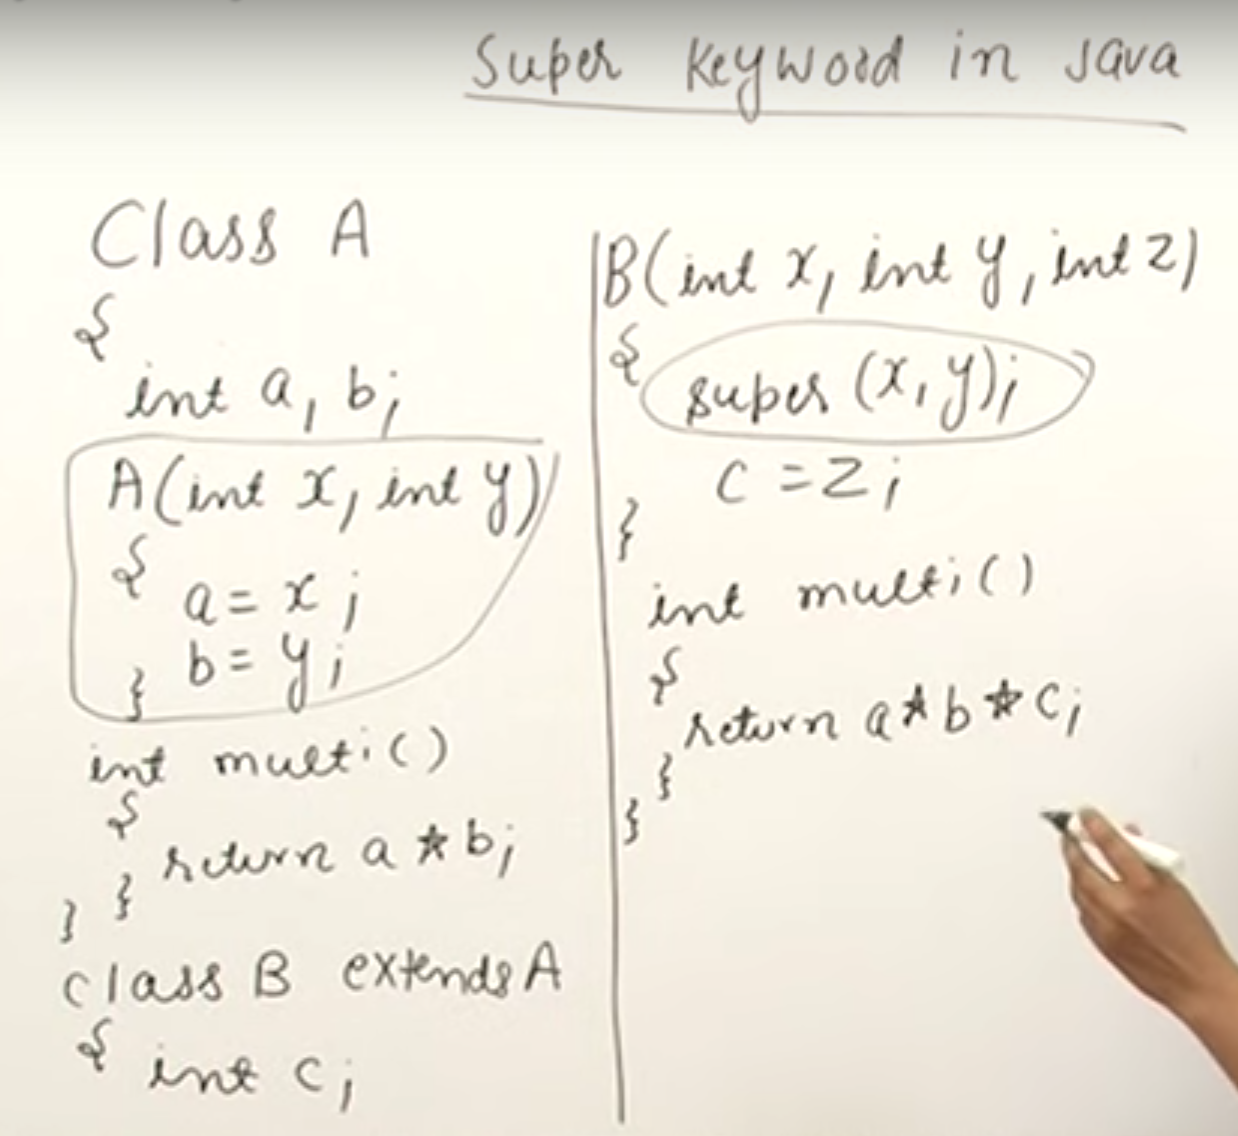 Super Keyword in Java
Class A
{
int a, b;
A(int x, int y)
{
a = x;
b = y;
}
int multi()
{
return a * b;
}
}
class B extends A
{ int c;
B(int x, int y, int z)
{
super (x, y);
c = z;
}
int multi()
{
return a * b * c;
}
}